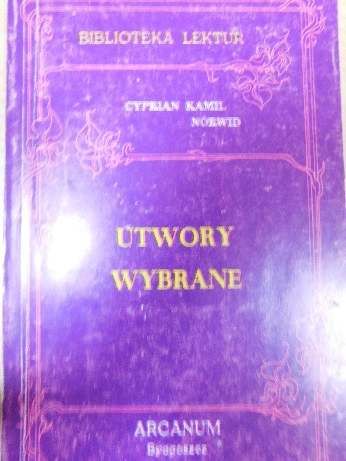 BIBLIOTEKA LEKTUR
CYPRIAN KAMIL
NORWID
UTWORY
WYBRANE
ARCANUM
Bydgoszcz